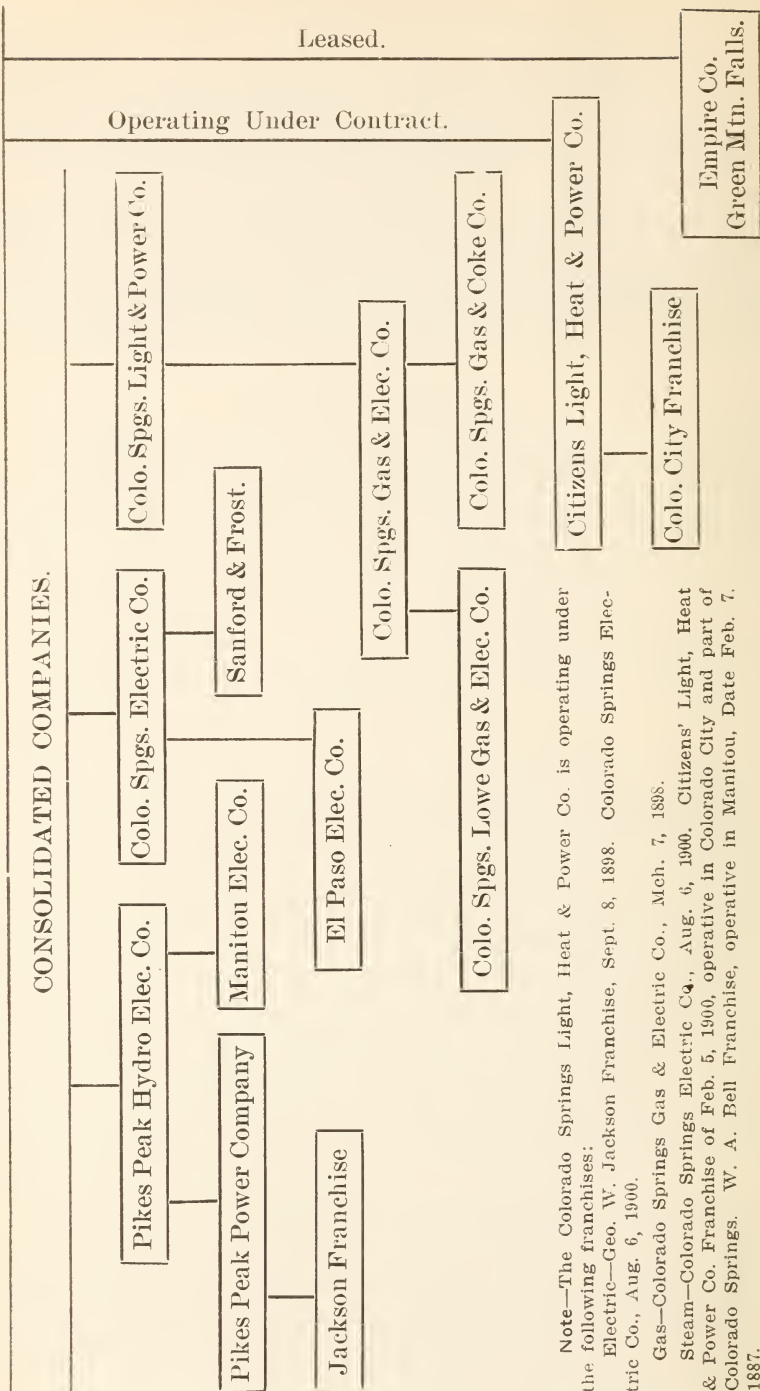 Leased.
Operating Under Contract.
CONSOLIDATED COMPANIES.
Pikes Peak Hydro Elec. Co.
Colo. Spgs. Electric Co.
Colo. Spgs. Light & Power Co.
Pikes Peak Power Company
Manitou Elec. Co.
Sanford & Frost.
Jackson Franchise
El Paso Elec. Co.
Colo. Spgs. Gas & Elec. Co.
Colo. Spgs. Lowe Gas & Elec. Co.
Colo. Spgs. Gas & Coke Co.
Citizens Light, Heat & Power Co.
Colo. City Franchise
Empire Co.
Green Mtn. Falls.
Note—The Colorado Springs Light, Heat & Power Co. is operating under
the following franchises:
Electric—Geo. W. Jackson Franchise, Sept. 8, 1898. Colorado Springs Elec-
tric Co., Aug. 6, 1900.
Gas—Colorado Springs Gas & Electric Co., Mch. 7, 1898.
Steam—Colorado Springs Electric Co., Aug. 6, 1900. Citizens' Light, Heat
& Power Co. Franchise of Feb. 5, 1900, operative in Colorado City and part of
Colorado Springs. W. A. Bell Franchise, operative in Manitou, Date Feb. 7.
1887.